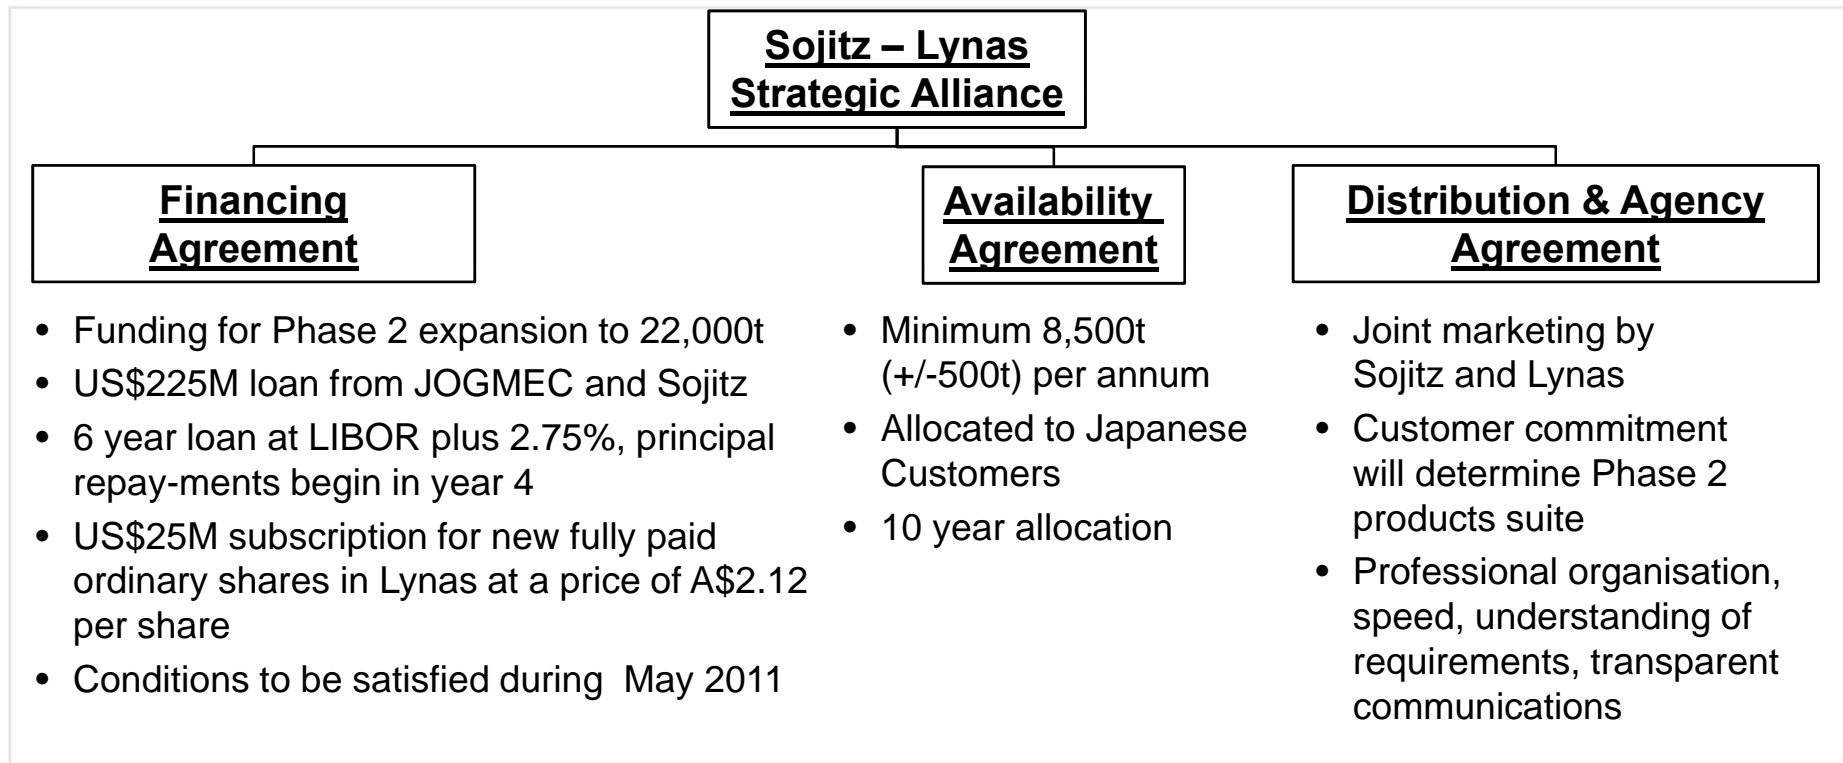 Sojitz – Lynas
Strategic Alliance
Financing
Agreement
• Funding for Phase 2 expansion to 22,000t
• US$225M loan from JOGMEC and Sojitz
• 6 year loan at LIBOR plus 2.75%, principal
repay-ments begin in year 4
• US$25M subscription for new fully paid
ordinary shares in Lynas at a price of A$2.12
per share
• Conditions to be satisfied during  May 2011
Availability
Agreement
• Minimum 8,500t
(+/-500t) per annum
• Allocated to Japanese
Customers
• 10 year allocation
Distribution & Agency
Agreement
• Joint marketing by
Sojitz and Lynas
• Customer commitment
will determine Phase 2
products suite
• Professional organisation,
speed, understanding of
requirements, transparent
communications